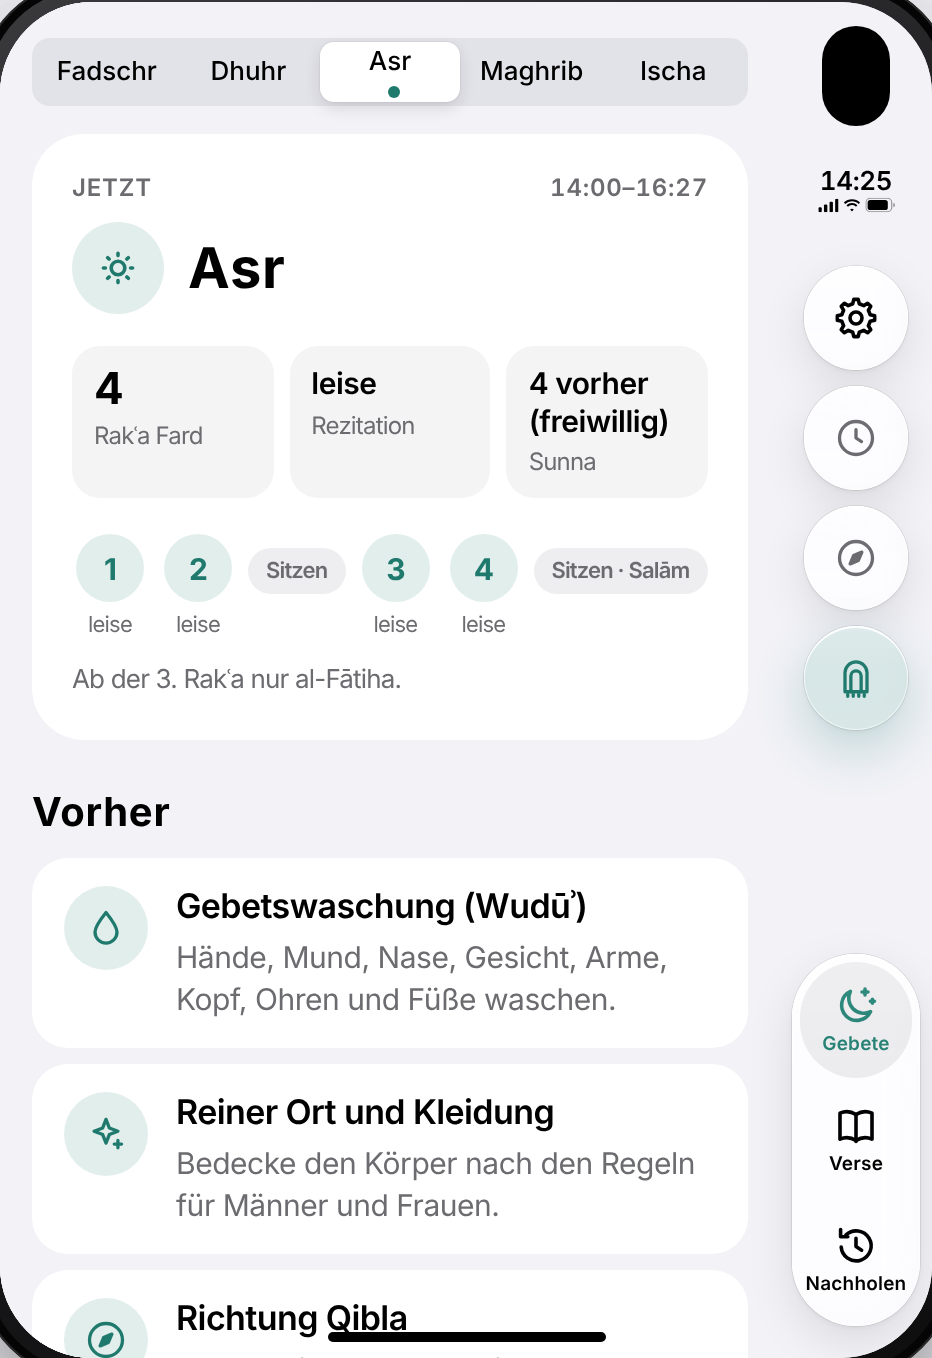 Fadschr Dhuhr Asr Maghrib Ischa
14:25
JETZT 14:00–16:27
Asr
4
Rakʿa Fard
leise
Rezitation
4 vorher
(freiwillig)
Sunna
1 2 Sitzen 3 4 Sitzen · Salām
leise leise leise leise
Ab der 3. Rakʿa nur al-Fātiha.
Vorher
Gebetswaschung (Wudūʾ)
Hände, Mund, Nase, Gesicht, Arme,
Kopf, Ohren und Füße waschen.
Reiner Ort und Kleidung
Bedecke den Körper nach den Regeln
für Männer und Frauen.
Richtung Qibla
Gebete
Verse
Nachholen